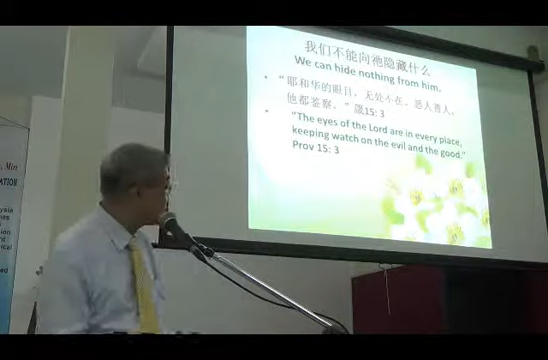 我们不能向祂隐藏什么
We can hide nothing from him.
• “耶和华的眼目，无处不在，恶人善人，
他都鉴察。”箴15: 3
• “The eyes of the Lord are in every place,
keeping watch on the evil and the good.”
Prov 15: 3
, Min